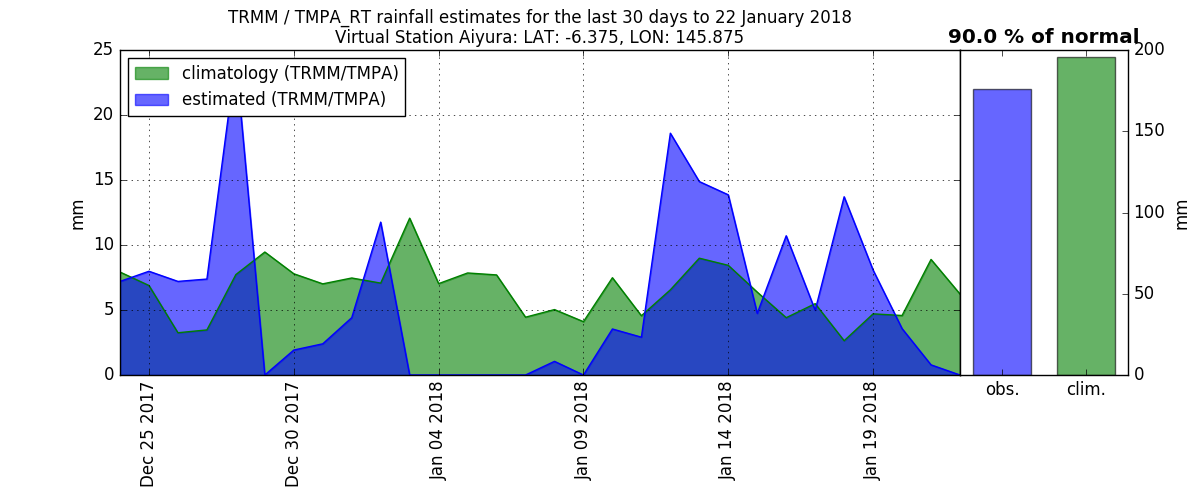 TRMM / TMPA_RT rainfall estimates for the last 30 days to 22 January 2018
Virtual Station Aiyura: LAT: -6.375, LON: 145.875
90.0 % of normal
climatology (TRMM/TMPA)
estimated (TRMM/TMPA)
25
20
15
10
5
0
mm
Dec 25 2017
Dec 30 2017
Jan 04 2018
Jan 09 2018
Jan 14 2018
Jan 19 2018
200
150
100
50
0
mm
obs.
clim.